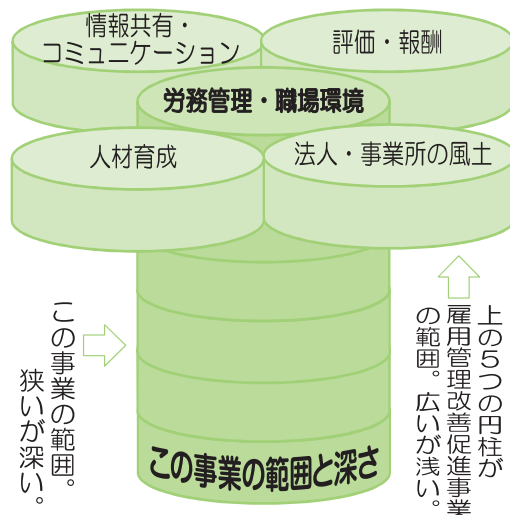 情報共有・
コミュニケーション
評価・報酬
労務管理・職場環境
人材育成
法人・事業所の風土
この事業の範囲。
狭いが深い。
上の5つの円柱が
雇用管理改善促進事業
の範囲。広いが浅い。
この事業の範囲と深さ